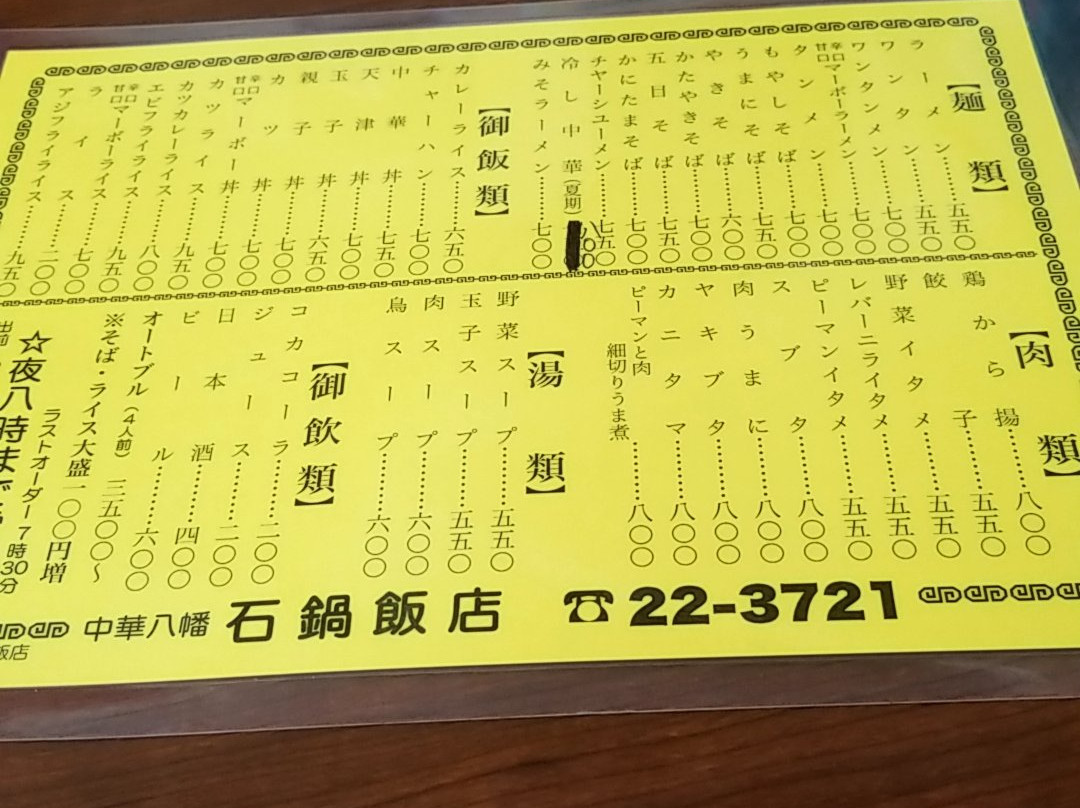 【麺類】
ラーメン……五五〇
ワンタン……五五〇
ワンタンメン……七〇〇
辛口甘口マーボーラーメン……七〇〇
タンメン……七〇〇
もやしそば……七〇〇
うまにそば……七五〇
やきそば……六〇〇
かたやきそば……七〇〇
五目そば……七五〇
かにたまそば……七〇〇
チャーシューメン……七五〇
冷し中華(夏期) 八〇〇
みそラーメン……七〇〇
【御飯類】
カレーライス……六五〇
チャーハン……七〇〇
中華丼……七五〇
天津丼……七〇〇
玉子丼……六五〇
親子丼……七〇〇
カツ丼……七〇〇
辛口甘口マーボー丼……七〇〇
カツライス……九五〇
カツカレーライス……八〇〇
エビフライライス……九五〇
辛口甘口マーボーライス……七〇〇
ライス……二〇〇
アジフライライス……九五〇
【肉類】
鶏から揚……八〇〇
餃子……五五〇
野菜イタメ……五五〇
レバーニライタメ……五五〇
ピーマンイタメ……五五〇
スブタ……八〇〇
肉うまに……八〇〇
ヤキブタ……八〇〇
カニタマ……八〇〇
ピーマンと肉細切りうま煮……八〇〇
【湯類】
野菜スープ……五五〇
玉子スープ……五五〇
肉スープ……六〇〇
鳥スープ……六〇〇
【御飲類】
コカコーラ……二〇〇
ジュース……二〇〇
日本酒……四〇〇
ビール……六〇〇
オートブル(4人前) 三五〇〇〜
※そば・ライス大盛一〇〇円増
ラストオーダー7時30分
☆夜八時まで
中華八幡 石鍋飯店 ☎22-3721
飯店